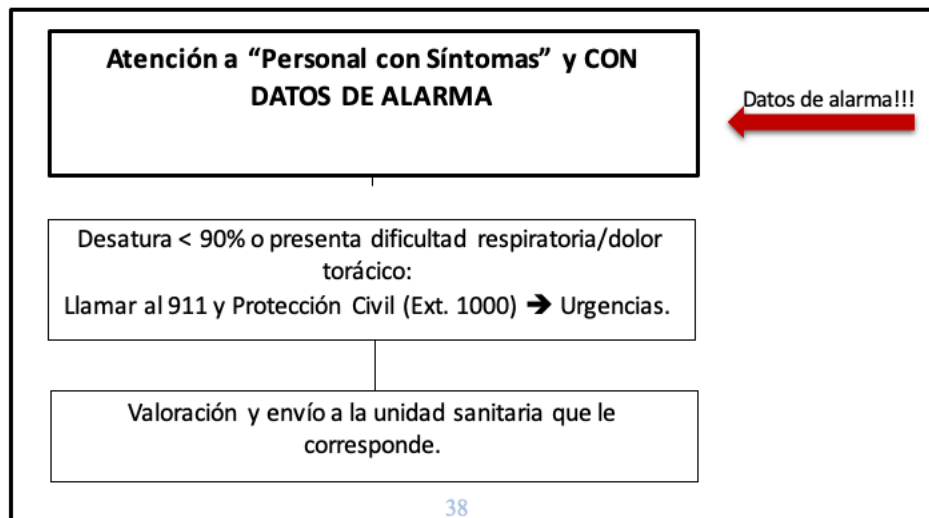 Atención a “Personal con Síntomas” y CON
DATOS DE ALARMA
Datos de alarma!!!
Desatura < 90% o presenta dificultad respiratoria/dolor
torácico:
Llamar al 911 y Protección Civil (Ext. 1000) ➔ Urgencias.
Valoración y envío a la unidad sanitaria que le
corresponde.
38